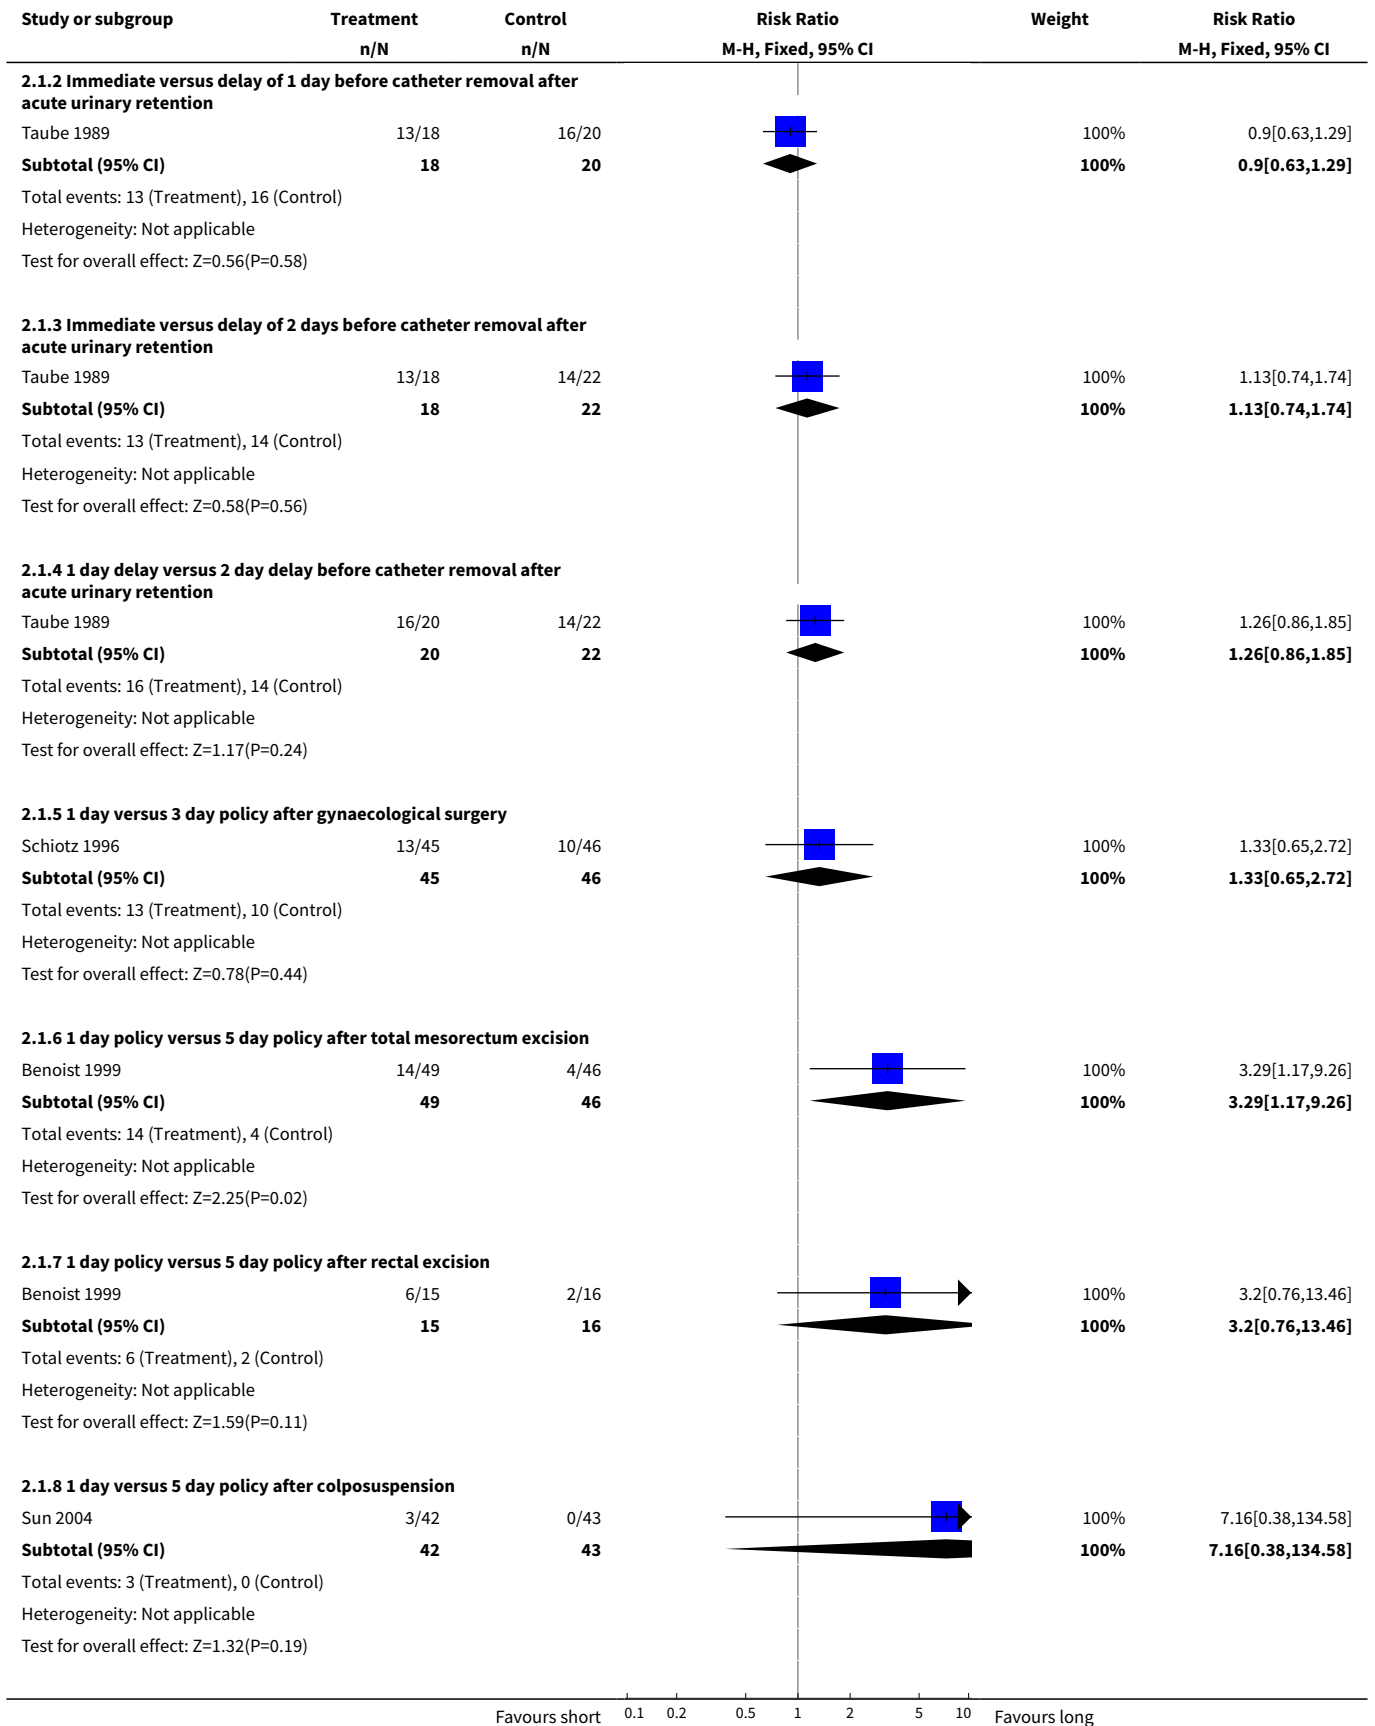 Study or subgroup Treatment Control Risk Ratio Weight Risk Ratio
n/N n/N M-H, Fixed, 95% CI M-H, Fixed, 95% CI
2.1.2 Immediate versus delay of 1 day before catheter removal after
acute urinary retention
Taube 1989 13/18 16/20 100% 0.9[0.63,1.29]
Subtotal (95% CI) 18 20 100% 0.9[0.63,1.29]
Total events: 13 (Treatment), 16 (Control)
Heterogeneity: Not applicable
Test for overall effect: Z=0.56(P=0.58)
2.1.3 Immediate versus delay of 2 days before catheter removal after
acute urinary retention
Taube 1989 13/18 14/22 100% 1.13[0.74,1.74]
Subtotal (95% CI) 18 22 100% 1.13[0.74,1.74]
Total events: 13 (Treatment), 14 (Control)
Heterogeneity: Not applicable
Test for overall effect: Z=0.58(P=0.56)
2.1.4 1 day delay versus 2 day delay before catheter removal after
acute urinary retention
Taube 1989 16/20 14/22 100% 1.26[0.86,1.85]
Subtotal (95% CI) 20 22 100% 1.26[0.86,1.85]
Total events: 16 (Treatment), 14 (Control)
Heterogeneity: Not applicable
Test for overall effect: Z=1.17(P=0.24)
2.1.5 1 day versus 3 day policy after gynaecological surgery
Schiotz 1996 13/45 10/46 100% 1.33[0.65,2.72]
Subtotal (95% CI) 45 46 100% 1.33[0.65,2.72]
Total events: 13 (Treatment), 10 (Control)
Heterogeneity: Not applicable
Test for overall effect: Z=0.78(P=0.44)
2.1.6 1 day policy versus 5 day policy after total mesorectum excision
Benoist 1999 14/49 4/46 100% 3.29[1.17,9.26]
Subtotal (95% CI) 49 46 100% 3.29[1.17,9.26]
Total events: 14 (Treatment), 4 (Control)
Heterogeneity: Not applicable
Test for overall effect: Z=2.25(P=0.02)
2.1.7 1 day policy versus 5 day policy after rectal excision
Benoist 1999 6/15 2/16 100% 3.2[0.76,13.46]
Subtotal (95% CI) 15 16 100% 3.2[0.76,13.46]
Total events: 6 (Treatment), 2 (Control)
Heterogeneity: Not applicable
Test for overall effect: Z=1.59(P=0.11)
2.1.8 1 day versus 5 day policy after colposuspension
Sun 2004 3/42 0/43 100% 7.16[0.38,134.58]
Subtotal (95% CI) 42 43 100% 7.16[0.38,134.58]
Total events: 3 (Treatment), 0 (Control)
Heterogeneity: Not applicable
Test for overall effect: Z=1.32(P=0.19)
Favours short 0.1 0.2 0.5 1 2 5 10 Favours long